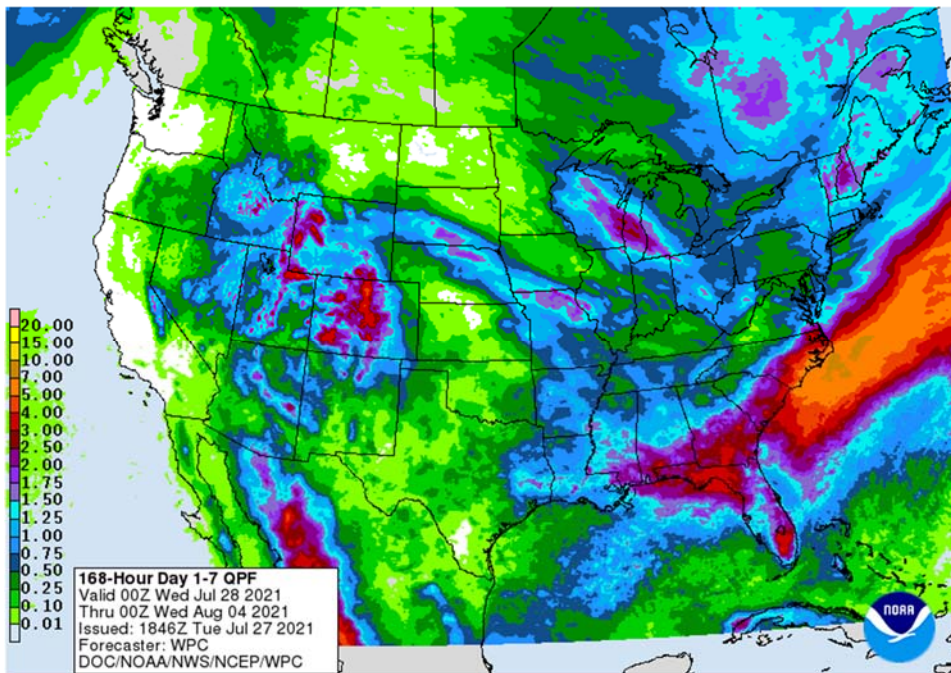 20.00
15.00
10.00
7.00
5.00
4.00
3.00
2.50
2.00
1.75
1.50
1.25
1.00
0.75
0.50
0.25
0.10
0.01
168-Hour Day 1-7 QPF
Valid 00Z Wed Jul 28 2021
Thru 00Z Wed Aug 04 2021
Issued: 1846Z Tue Jul 27 2021
Forecaster: WPC
DOC/NOAA/NWS/NCEP/WPC
NOAA